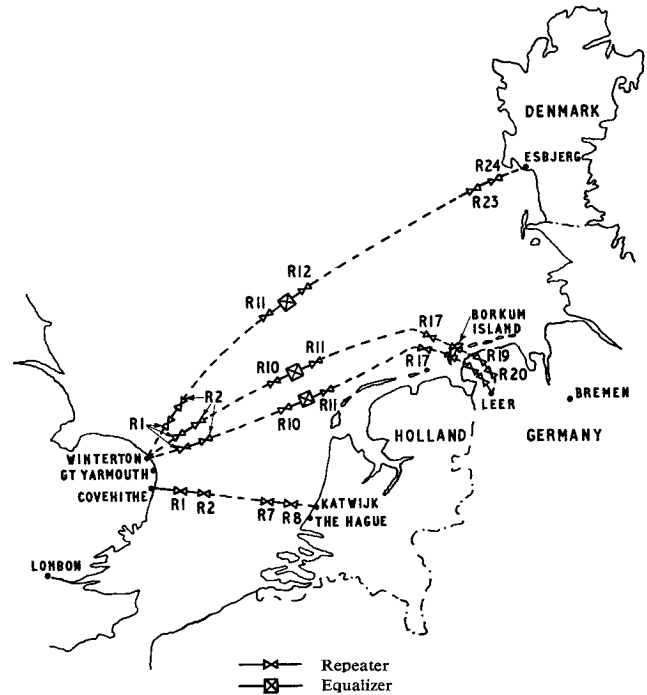 DENMARK
R24
ESBJERG
R23
R12
R11
BORKUM
ISLAND
R17
R11
R10
R17
R19
R20
R2
R11
R10
R1
LEER
BREMEN
HOLLAND
GERMANY
WINTERTON
GT YARMOUTH
COVEHITHE
R1
R2
R7
R8
KATWIJK
THE HAGUE
LONDON
Repeater
Equalizer